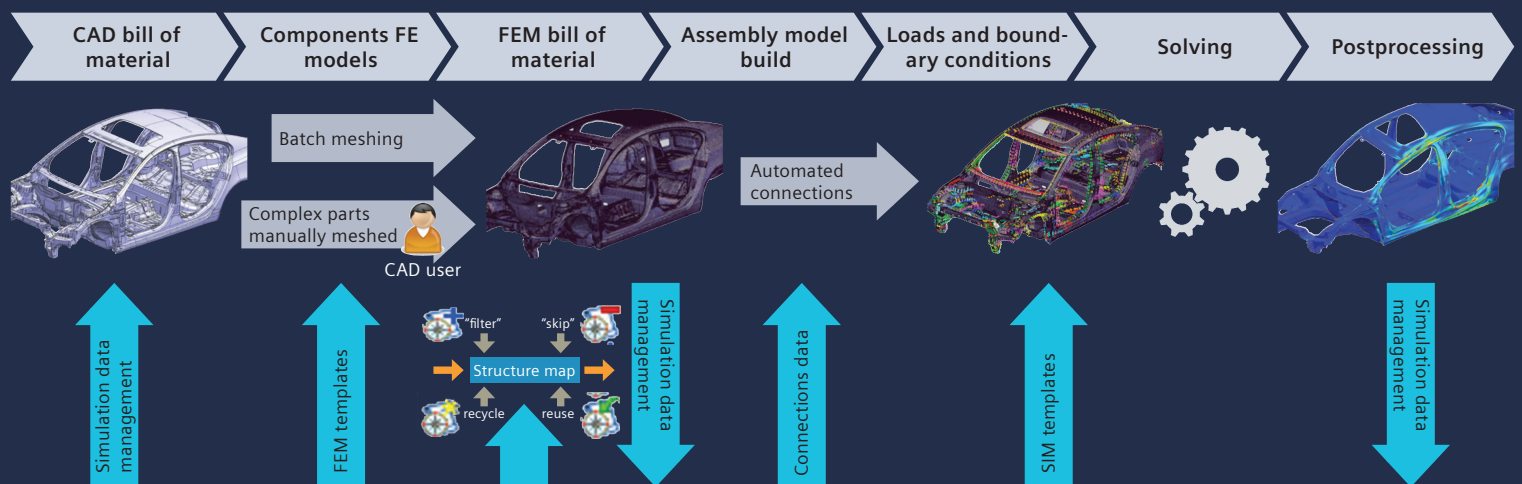 CAD bill of
material
Components FE
models
FEM bill of
material
Assembly model
build
Loads and bound-
ary conditions
Solving
Postprocessing
Batch meshing
Complex parts
manually meshed
CAD user
Automated
connections
Simulation data
management
FEM templates
"filter"
"skip"
Structure map
recycle
reuse
Simulation data
management
Connections data
SIM templates
Simulation data
management